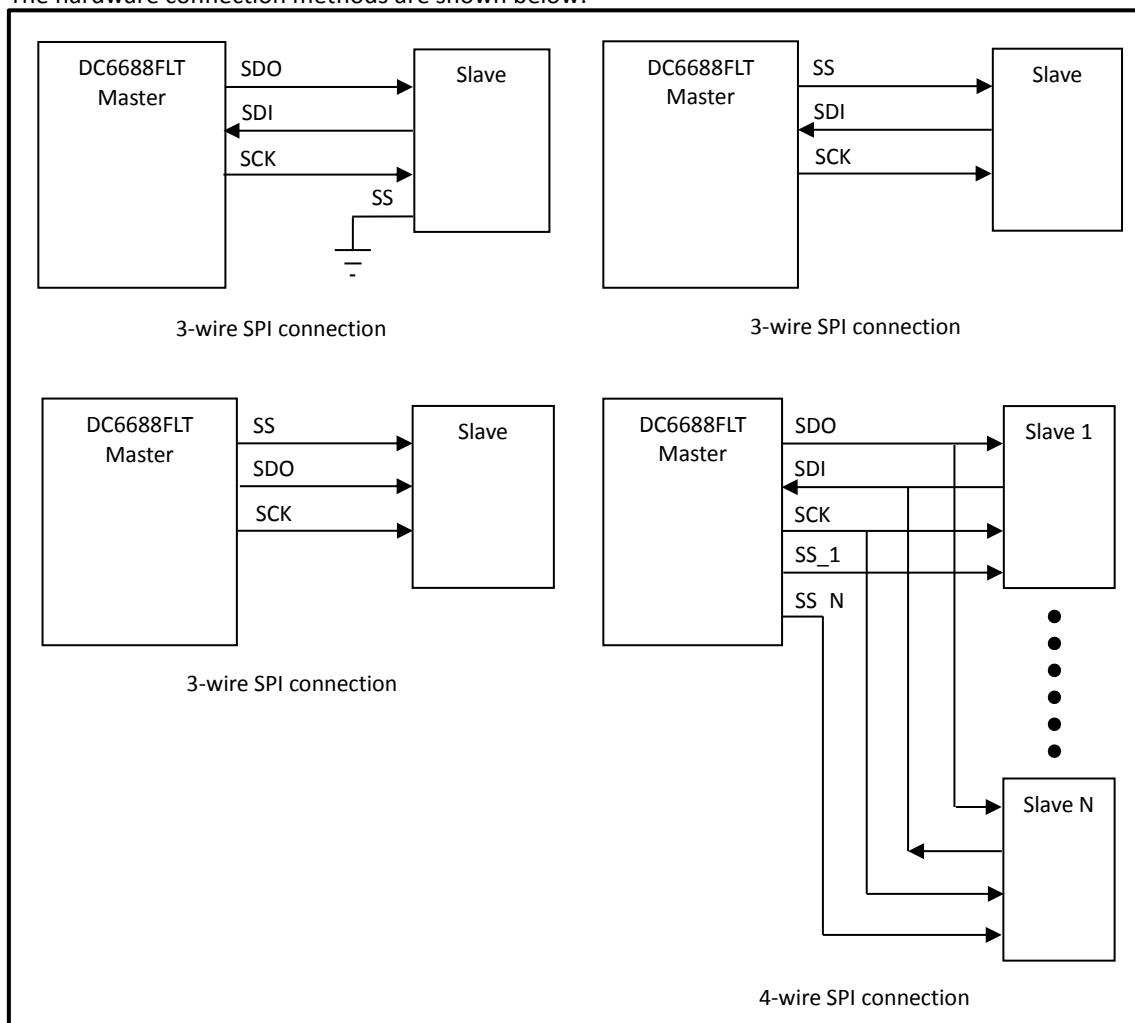 The hardware connection methods are shown below:
DC6688FLT
Master
SDO
SDI
SCK
SS
Slave
3-wire SPI connection
DC6688FLT
Master
SS
SDI
SCK
Slave
3-wire SPI connection
DC6688FLT
Master
SS
SDO
SCK
Slave
3-wire SPI connection
DC6688FLT
Master
SDO
SDI
SCK
SS_1
SS_N
Slave 1
Slave N
4-wire SPI connection